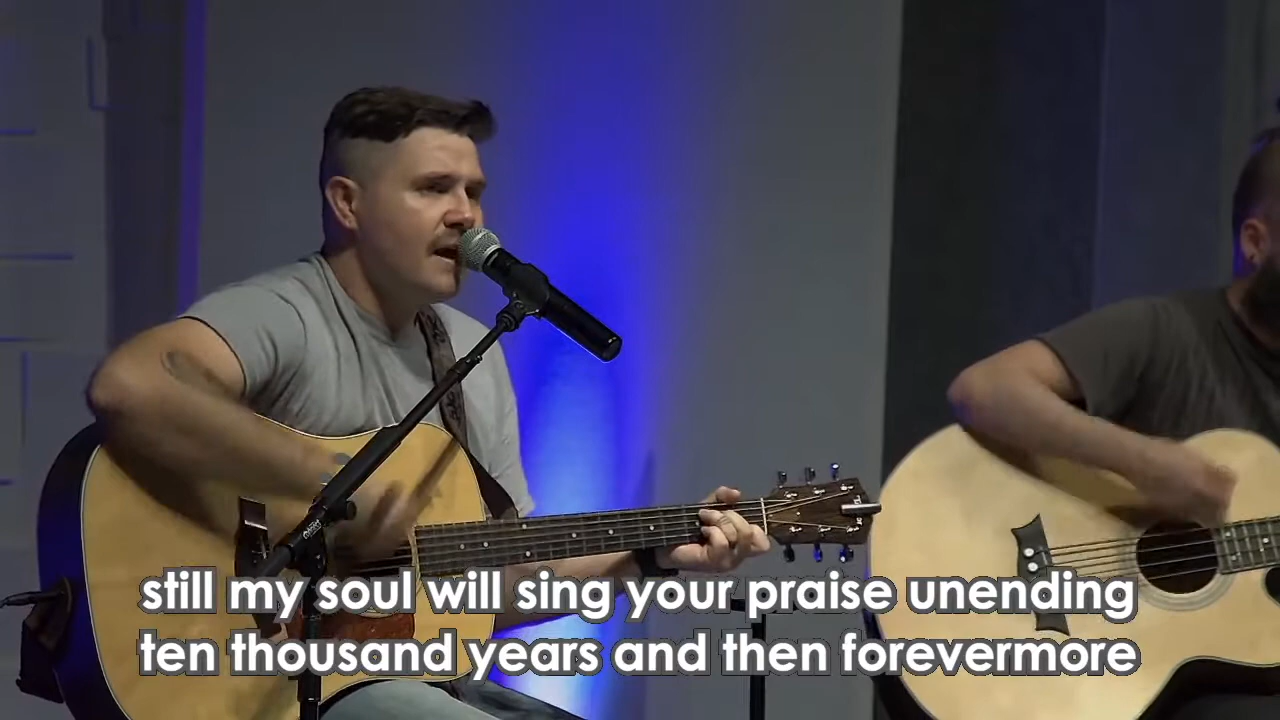 still my soul will sing your praise unending
ten thousand years and then forevermore